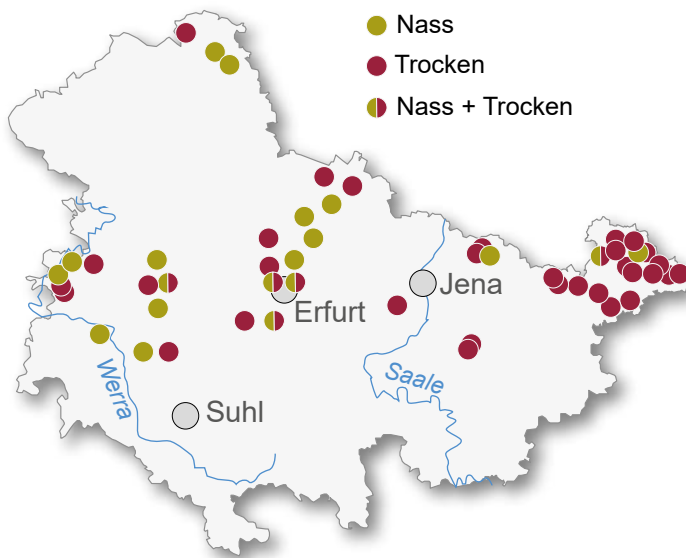 Nass
Trocken
Nass + Trocken
Jena
Erfurt
Saale
Werra
Suhl